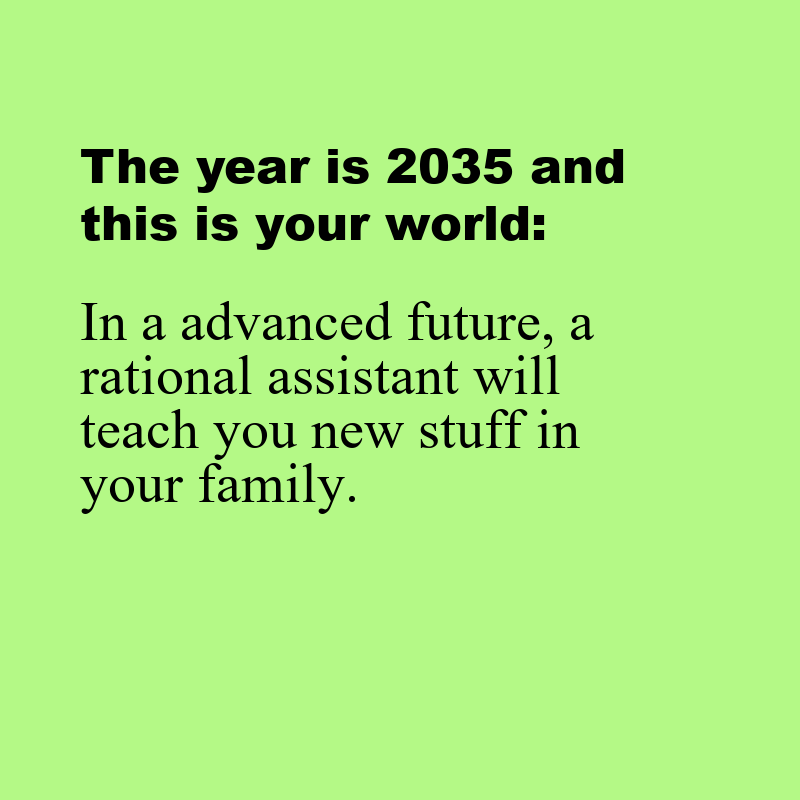 The year is 2035 and
this is your world:
In a advanced future, a
rational assistant will
teach you new stuff in
your family.